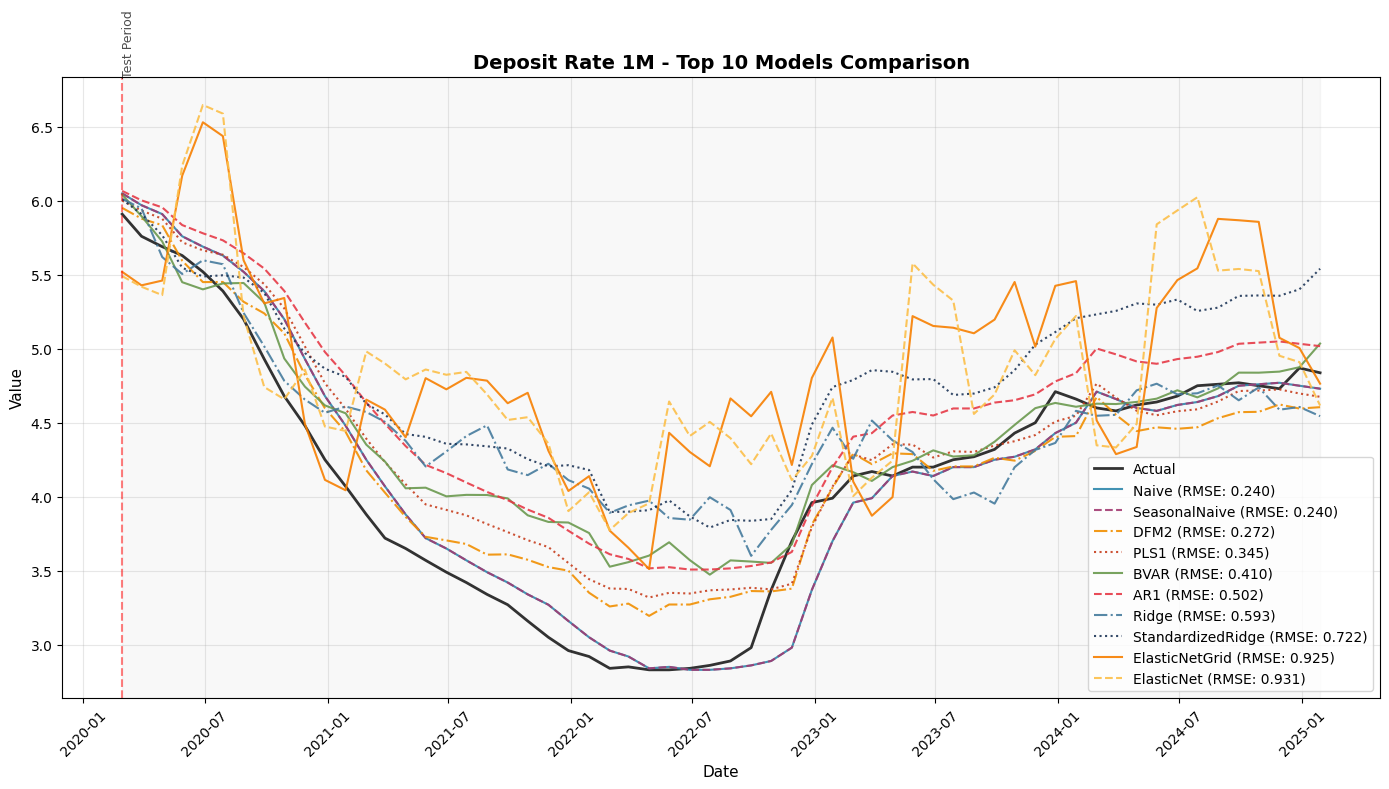 Test Period
Deposit Rate 1M - Top 10 Models Comparison
Value
6.5
6.0
5.5
5.0
4.5
4.0
3.5
3.0
Actual
Naive (RMSE: 0.240)
SeasonalNaive (RMSE: 0.240)
DFM2 (RMSE: 0.272)
PLS1 (RMSE: 0.345)
BVAR (RMSE: 0.410)
AR1 (RMSE: 0.502)
Ridge (RMSE: 0.593)
StandardizedRidge (RMSE: 0.722)
ElasticNetGrid (RMSE: 0.925)
ElasticNet (RMSE: 0.931)
2020-01
2020-07
2021-01
2021-07
2022-01
2022-07
2023-01
2023-07
2024-01
2024-07
2025-01
Date